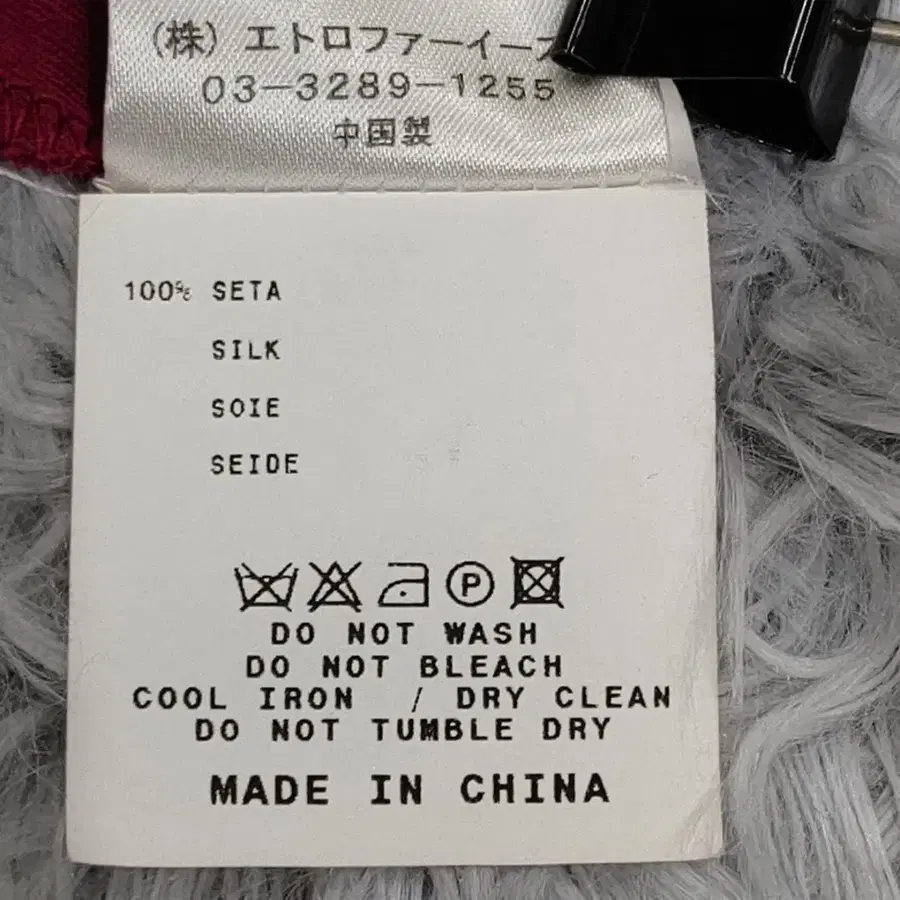 (株) エトロファーイー
03-3289-1255
中国製
100% SETA
SILK
SOIE
SEIDE
P
DO NOT WASH
DO NOT BLEACH
COOL IRON / DRY CLEAN
DO NOT TUMBLE DRY
MADE IN CHINA